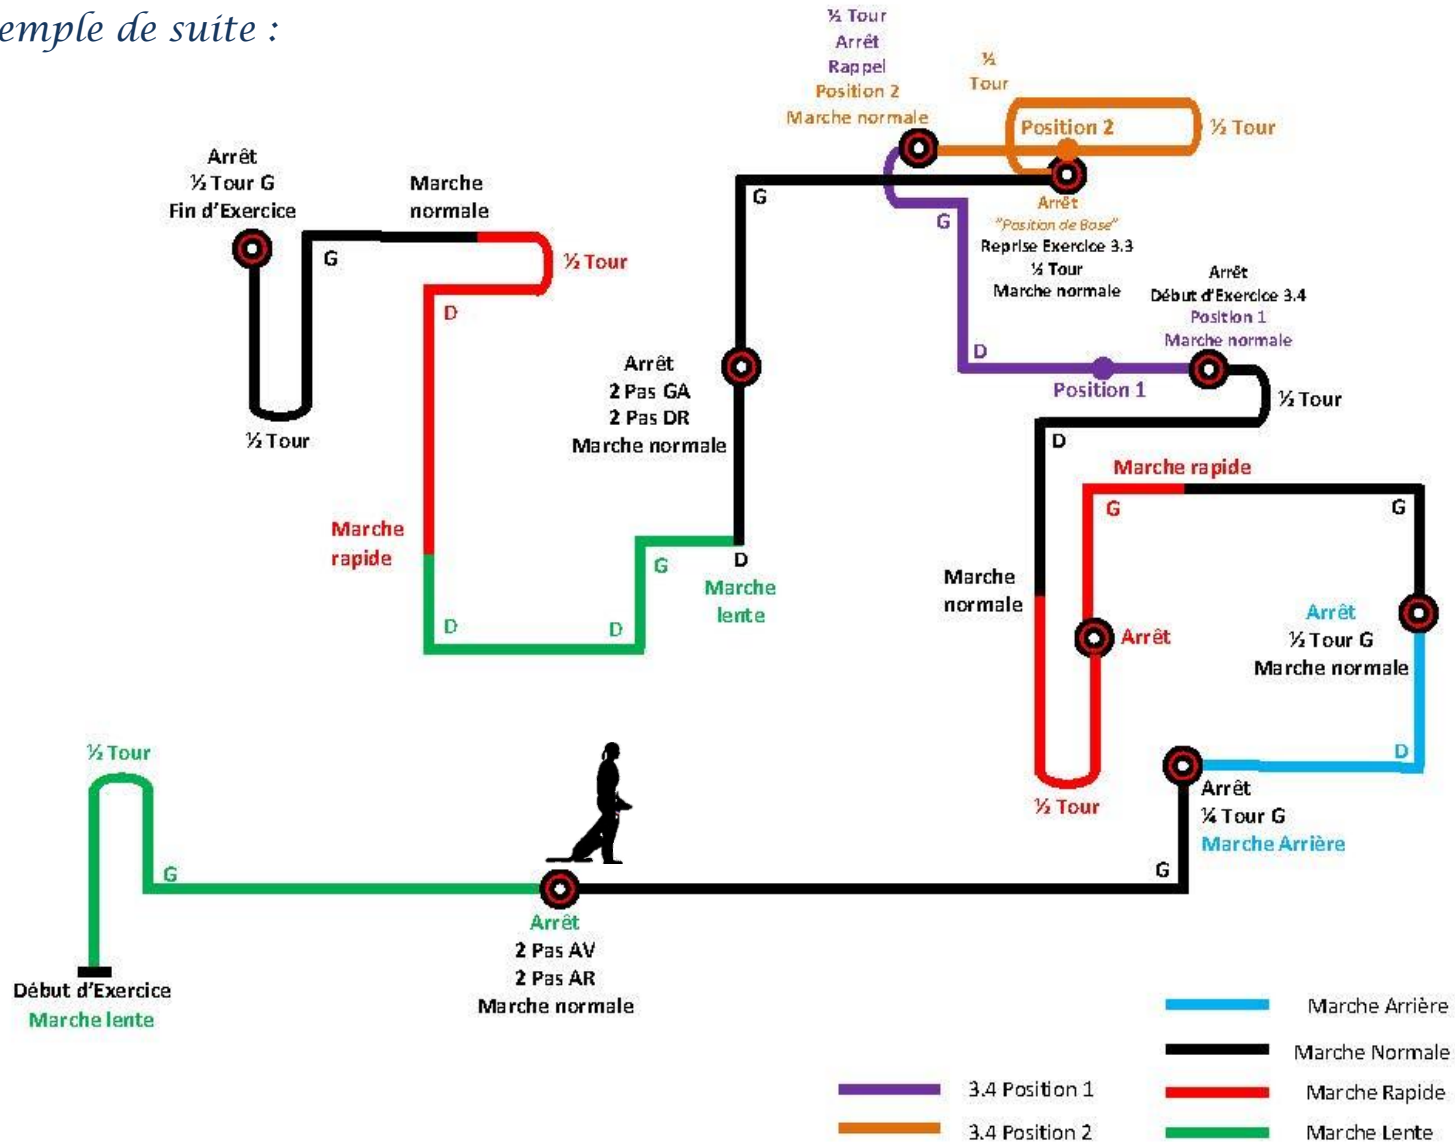 emple de suite :
½ Tour
Arrêt
Rappel
Position 2
Marche normale
½
Tour
Position 2
½ Tour
Arrêt
½ Tour G
Fin d'Exercice
Marche
normale
G
½ Tour
D
½ Tour
G
G
Arrêt
"Position de Base"
Reprise Exercice 3.3
½ Tour
Marche normale
Arrêt
Début d'Exercice 3.4
Position 1
Marche normale
D
Position 1
½ Tour
Arrêt
2 Pas GA
2 Pas DR
Marche normale
D
Marche rapide
G
G
Marche
rapide
D
D
G
D
Marche
lente
Marche
normale
Arrêt
Arrêt
½ Tour G
Marche normale
D
½ Tour
Arrêt
¼ Tour G
Marche Arrière
G
½ Tour
G
Début d'Exercice
Marche lente
Arrêt
2 Pas AV
2 Pas AR
Marche normale
Marche Arrière
Marche Normale
3.4 Position 1
Marche Rapide
3.4 Position 2
Marche Lente